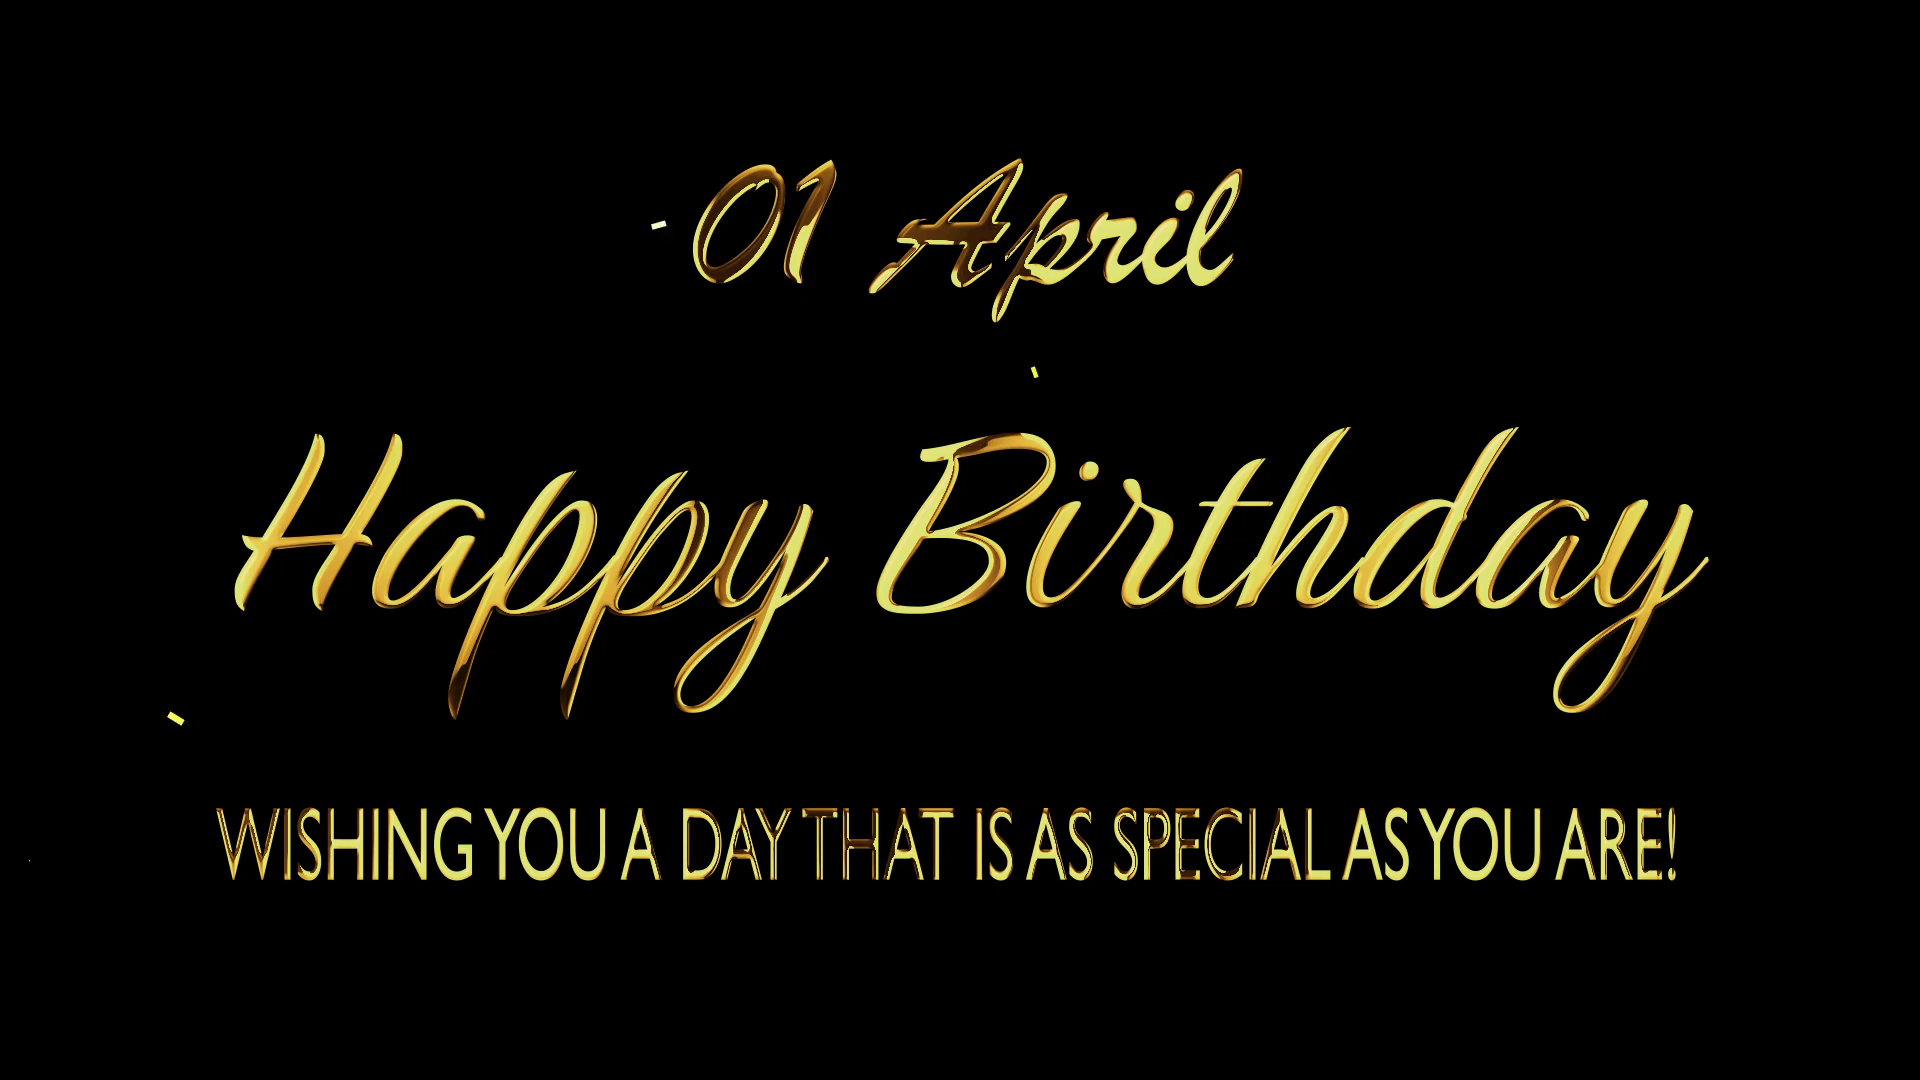 01 April
Happy Birthday
WISHING YOU A DAY THAT IS AS SPECIAL AS YOU ARE!